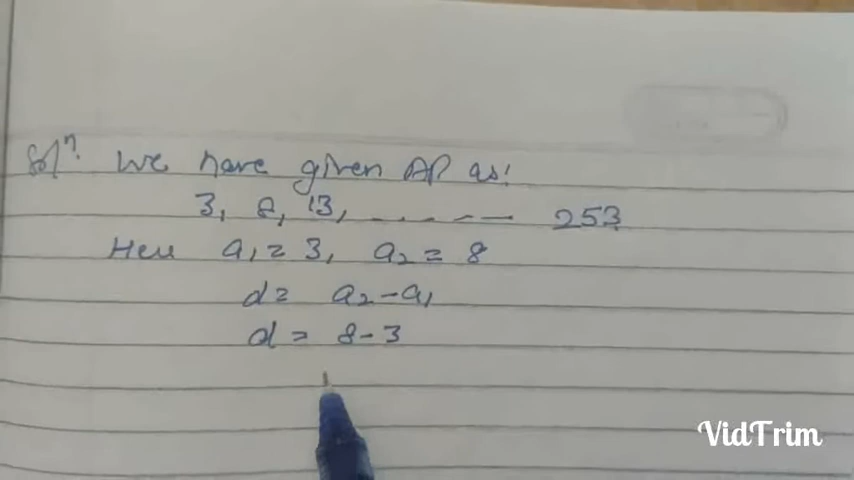 Solⁿ. We have given AP as:
3, 8, 13, ------ 253
Here a₁ = 3, a₂ = 8
d = a₂ - a₁
d = 8 - 3
VidTrim